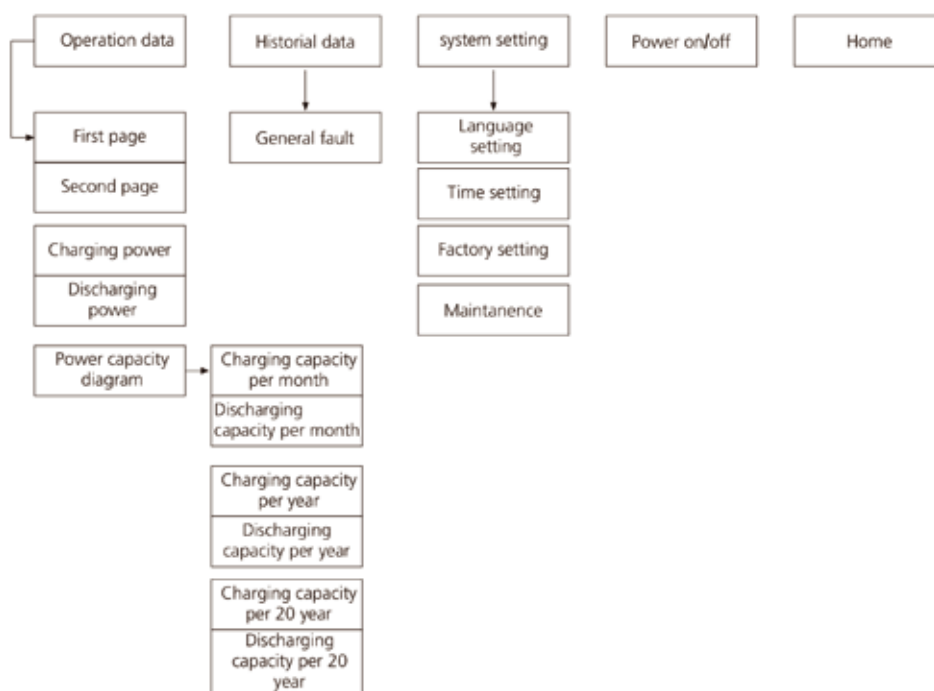 Operation data
Historial data
system setting
Power on/off
Home
First page
Second page
General fault
Language
setting
Time setting
Charging power
Discharging
power
Factory setting
Maintanence
Power capacity
diagram
Charging capacity
per month
Discharging
capacity per month
Charging capacity
per year
Discharging
capacity per year
Charging capacity
per 20 year
Discharging
capacity per 20
year